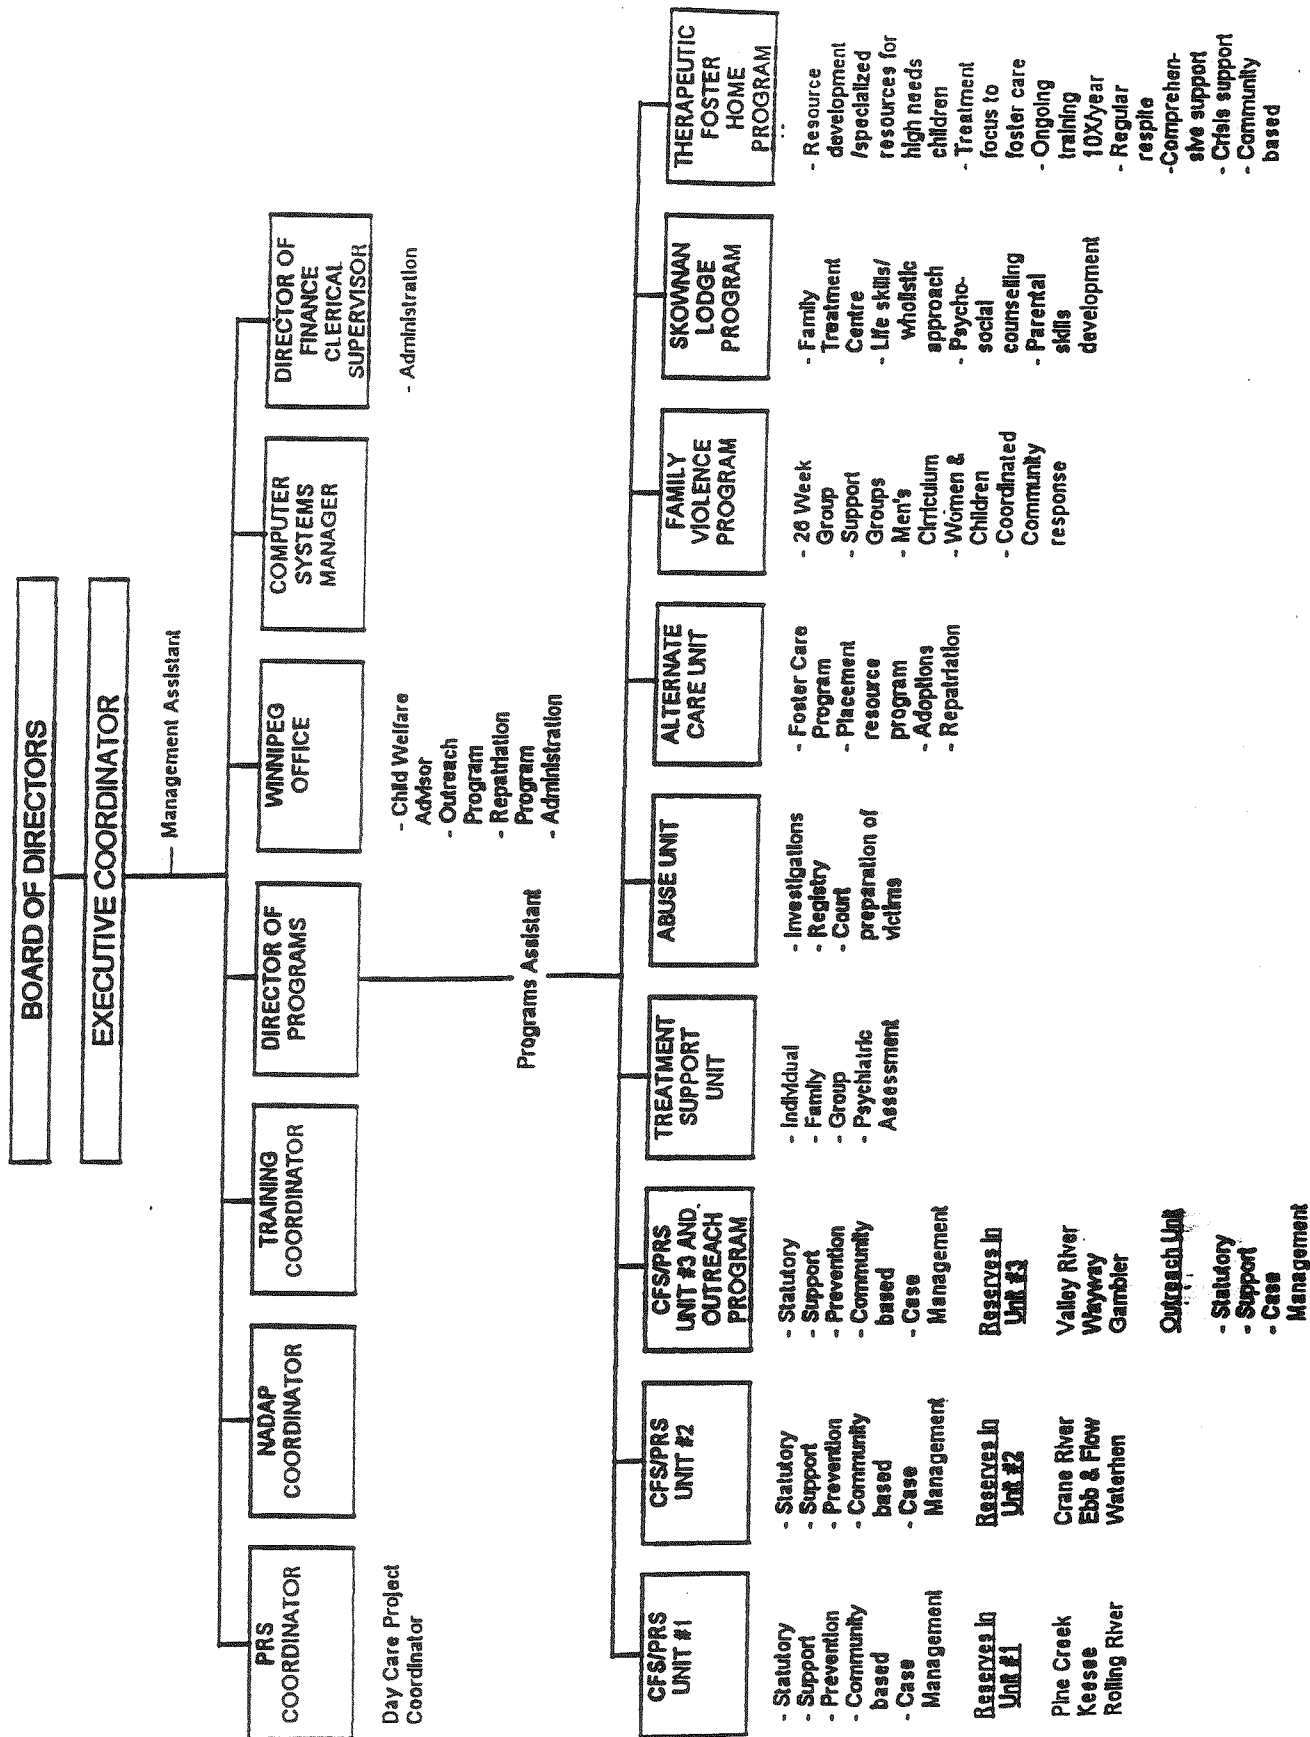 BOARD OF DIRECTORS
EXECUTIVE COORDINATOR
Management Assistant
PRS
COORDINATOR
Day Care Project
Coordinator
NADAP
COORDINATOR
TRAINING
COORDINATOR
DIRECTOR OF
PROGRAMS
WINNIPEG
OFFICE
- Child Welfare
Advisor
- Outreach
Program
- Repatriation
Program
- Administration
COMPUTER
SYSTEMS
MANAGER
DIRECTOR OF
FINANCE
CLERICAL
SUPERVISOR
- Administration
Programs Assistant
CFS/PRS
UNIT #1
- Statutory
- Support
- Prevention
- Community
based
- Case
Management
Reserves In
Unit #1
Pine Creek
Keesee
Rolling River
CFS/PRS
UNIT #2
- Statutory
- Support
- Prevention
- Community
based
- Case
Management
Reserves In
Unit #2
Crane River
Ebb & Flow
Waterhen
CFS/PRS
UNIT #3 AND
OUTREACH
PROGRAM
- Statutory
- Support
- Prevention
- Community
based
- Case
Management
Reserves In
Unit #3
Valley River
Wayway
Gambler
Outreach Unit
- Statutory
- Support
- Case
Management
TREATMENT
SUPPORT
UNIT
- Individual
- Family
- Group
- Psychiatric
Assessment
ABUSE UNIT
- Investigations
- Registry
- Court
preparation of
victims
ALTERNATE
CARE UNIT
- Foster Care
Program
- Placement
resource
program
- Adoptions
- Repatriation
FAMILY
VIOLENCE
PROGRAM
- 26 Week
Group
- Support
Groups
- Men's
Cirriculum
- Women &
Children
- Coordinated
Community
response
SKOWNAN
LODGE
PROGRAM
- Family
Treatment
Centre
- Life skills/
wholistic
approach
- Psycho-
social
counselling
- Parental
skills
development
THERAPEUTIC
FOSTER
HOME
PROGRAM
- Resource
development
/specialized
resources for
high needs
children
- Treatment
focus to
foster care
- Ongoing
training
10X/year
- Regular
respite
-Comprehen-
sive support
- Crisis support
- Community
based